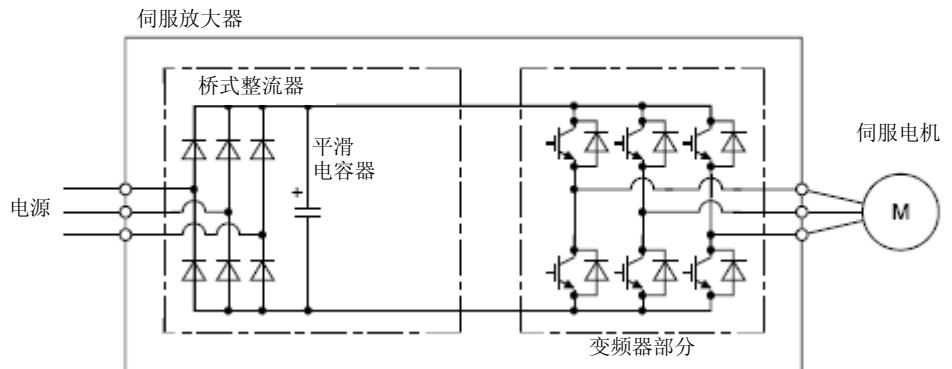 伺服放大器
桥式整流器
平滑
电容器
伺服电机
电源
M
变频器部分